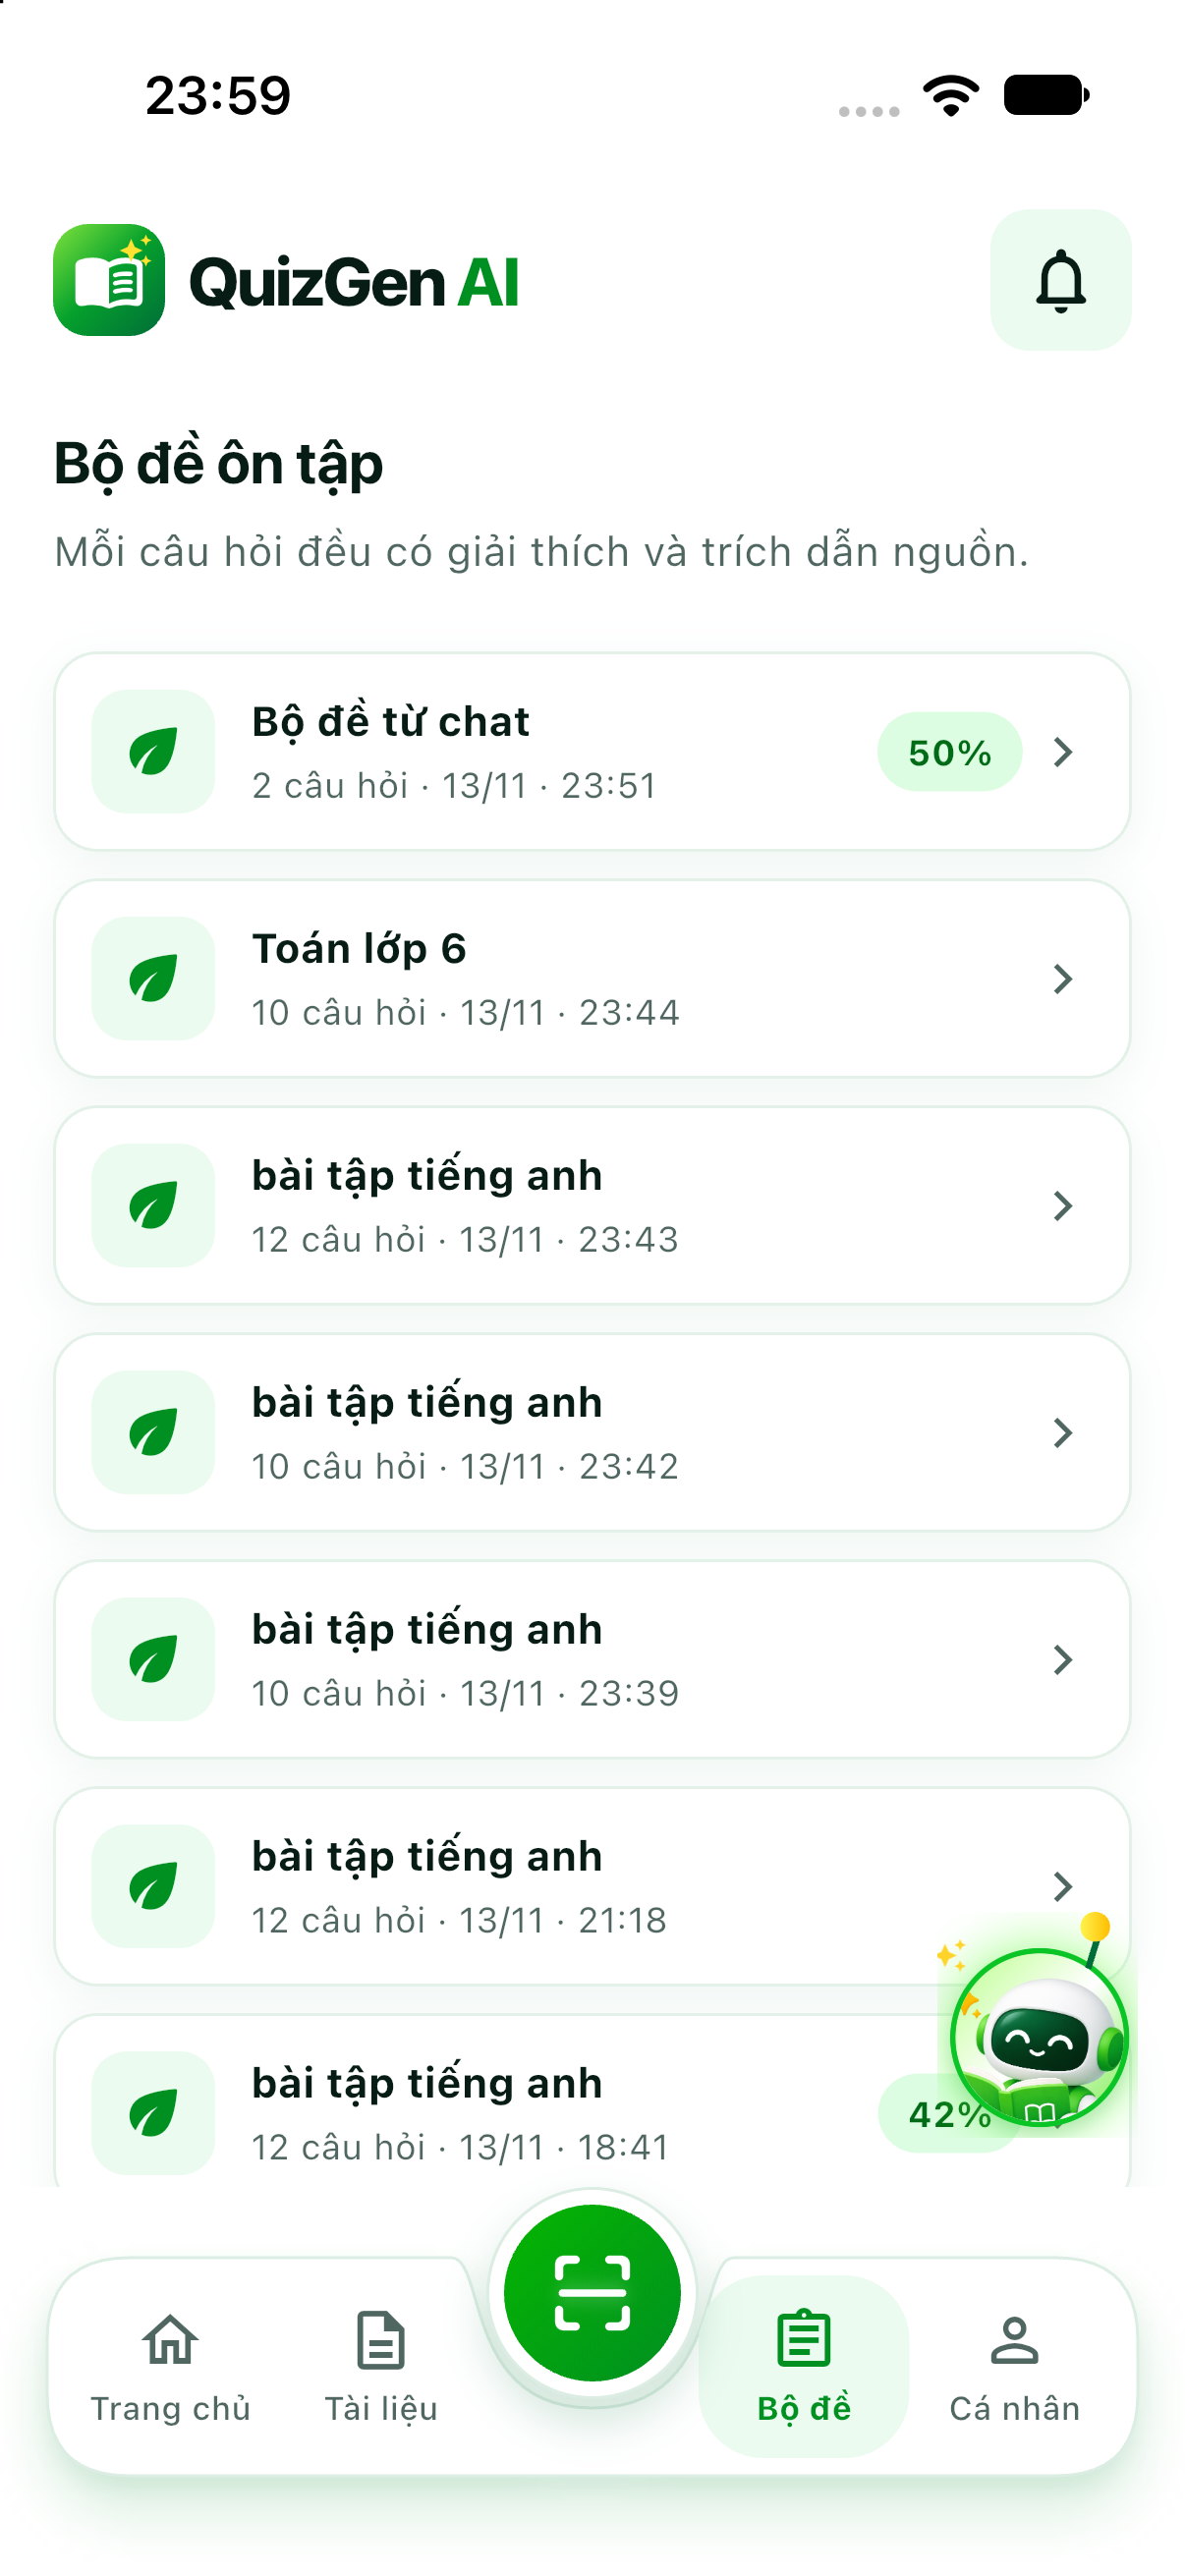 23:59
QuizGen AI
Bộ đề ôn tập
Mỗi câu hỏi đều có giải thích và trích dẫn nguồn.
Bộ đề từ chat
2 câu hỏi · 13/11 · 23:51
50%
Toán lớp 6
10 câu hỏi · 13/11 · 23:44
bài tập tiếng anh
12 câu hỏi · 13/11 · 23:43
bài tập tiếng anh
10 câu hỏi · 13/11 · 23:42
bài tập tiếng anh
10 câu hỏi · 13/11 · 23:39
bài tập tiếng anh
12 câu hỏi · 13/11 · 21:18
bài tập tiếng anh
12 câu hỏi · 13/11 · 18:41
42%
Trang chủ
Tài liệu
Bộ đề
Cá nhân